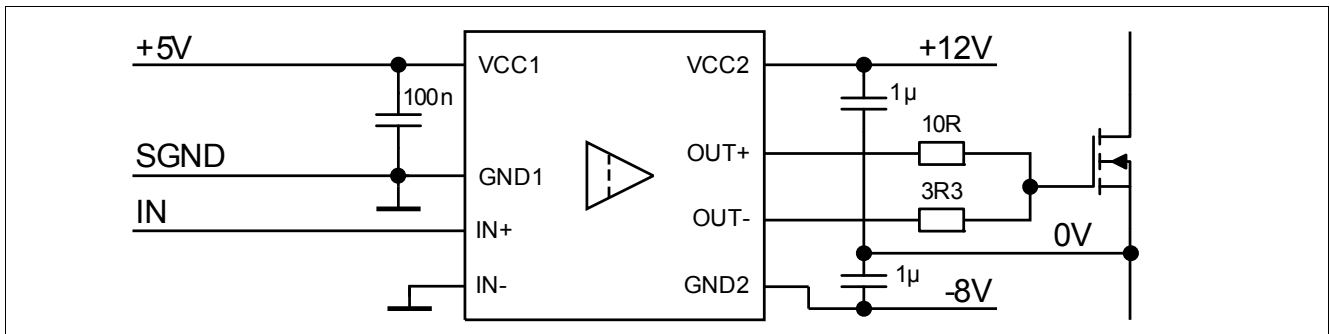 +5V
VCC1
VCC2
+12V
100n
1µ
SGND
GND1
OUT+
10R
IN
IN+
OUT-
3R3
0V
IN-
GND2
1µ
-8V